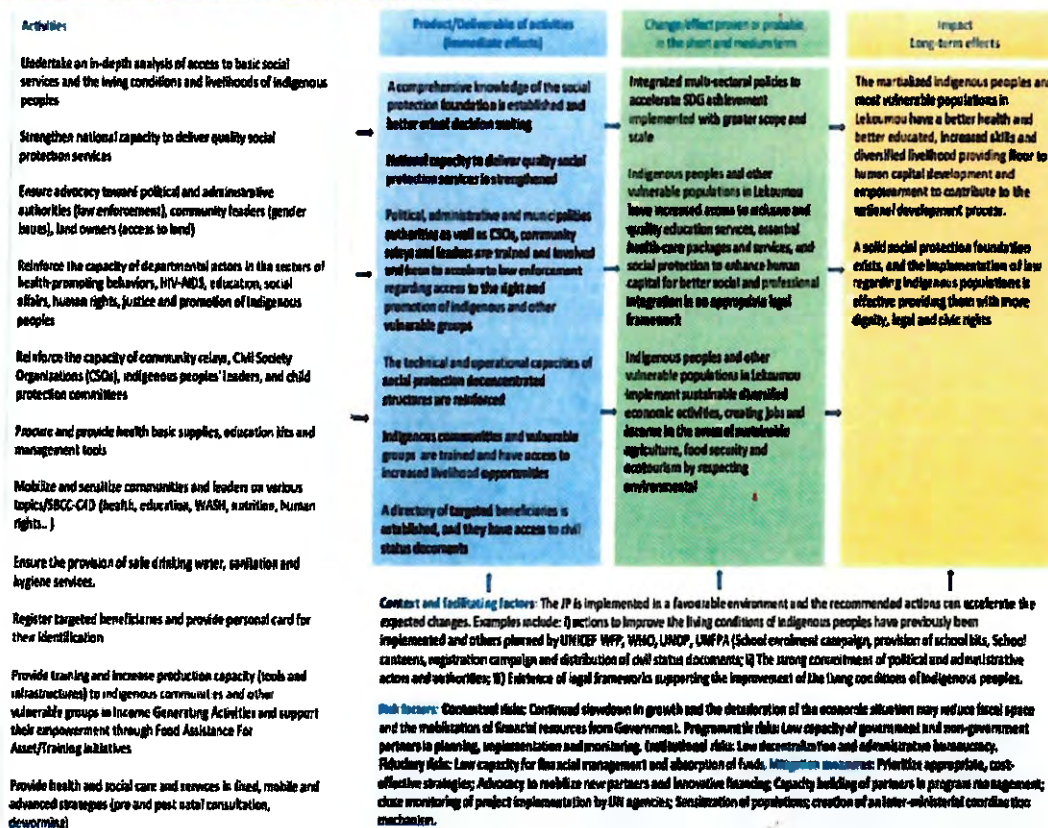 Activities
Undertake an in-depth analysis of access to basic social
services and the living conditions and livelihoods of indigenous
peoples
Strengthen national capacity to deliver quality social
protection services
Ensure advocacy toward political and administrative
authorities (law enforcement), community leaders (gender
issues), land owners (access to land)
Reinforce the capacity of departmental actors in the sectors of
health-promoting behaviors, HIV-AIDS, education, social
affairs, human rights, justice and promotion of indigenous
peoples
Reinforce the capacity of community relays, Civil Society
Organizations (CSOs), indigenous peoples' leaders, and child
protection committees
Procure and provide health basic supplies, education kits and
management tools
Mobilize and sensitize communities and leaders on various
topics/SBCC-C4D (health, education, WASH, nutrition, human
rights.. )
Ensure the provision of safe drinking water, sanitation and
hygiene services.
Register targeted beneficiaries and provide personal card for
their identification
Provide training and increase production capacity (tools and
infrastructures) to indigenous communities and other
vulnerable groups in Income Generating Activities and support
their empowerment through Food Assistance For
Asset/Training initiatives
Provide health and social care and services in fixed, mobile and
advanced strategies (pre and post natal consultation,
deworming)
Product/Deliverable of activities
(immediate effects)
A comprehensive knowledge of the social
protection foundation is established and
better orient decision making
National capacity to deliver quality social
protection services is strengthened
Political, administrative and municipalities
authorities as well as CSOs, community
relays and leaders are trained and involved
and keen to accelerate law enforcement
regarding access to the right and
promotion of indigenous and other
vulnerable groups
The technical and operational capacities of
social protection deconcentrated
structures are reinforced
Indigenous communities and vulnerable
groups are trained and have access to
increased livelihood opportunities
A directory of targeted beneficiaries is
established, and they have access to civil
status documents
Change/effect proven or probable
in the short and medium term
Integrated multi-sectoral policies to
accelerate SDG achievement
implemented with greater scope and
scale
Indigenous peoples and other
vulnerable populations in Lekoumou
have increased access to inclusive and
quality education services, essential
health-care packages and services, and
social protection to enhance human
capital for better social and professional
integration in an appropriate legal
framework
Indigenous peoples and other
vulnerable populations in Lekoumou
implement sustainable diversified
economic activities, creating jobs and
income in the areas of sustainable
agriculture, food security and
ecotourism by respecting
environmental
Impact
Long-term effects
The martialized indigenous peoples and
most vulnerable populations in
Lekoumou have a better health and
better educated, increased skills and
diversified livelihood providing floor to
human capital development and
empowerment to contribute to the
national development process.
A solid social protection foundation
exists, and the implementation of law
regarding indigenous populations is
effective providing them with more
dignity, legal and civic rights
Context and facilitating factors: The JP is implemented in a favourable environment and the recommended actions can accelerate the
expected changes. Examples include: i) actions to improve the living conditions of indigenous peoples have previously been
implemented and others planned by UNICEF WFP, WHO, UNDP, UNFPA (School enrolment campaign, provision of school kits, School
canteens, registration campaign and distribution of civil status documents; ii) The strong commitment of political and administrative
actors and authorities; iii) Existence of legal frameworks supporting the improvement of the living conditions of indigenous peoples.
Risk factors: Contextual risks: Continued slowdown in growth and the deterioration of the economic situation may reduce fiscal space
and the mobilization of financial resources from Government. Programmatic risks: Low capacity of government and non-government
partners in planning, implementation and monitoring. Institutional risks: Low decentralization and administrative bureaucracy.
Fiduciary risks: Low capacity for financial management and absorption of funds. Mitigation measures: Prioritize appropriate, cost-
effective strategies; Advocacy to mobilize new partners and innovative financing; Capacity building of partners in program management;
close monitoring of project implementation by UN agencies; Sensitization of populations; creation of an inter-ministerial coordination
mechanism.